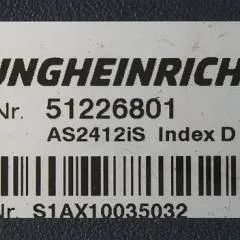 UNGHEINRICH
Nr. 51226801
AS2412iS Index D
Nr. S1AX10035032